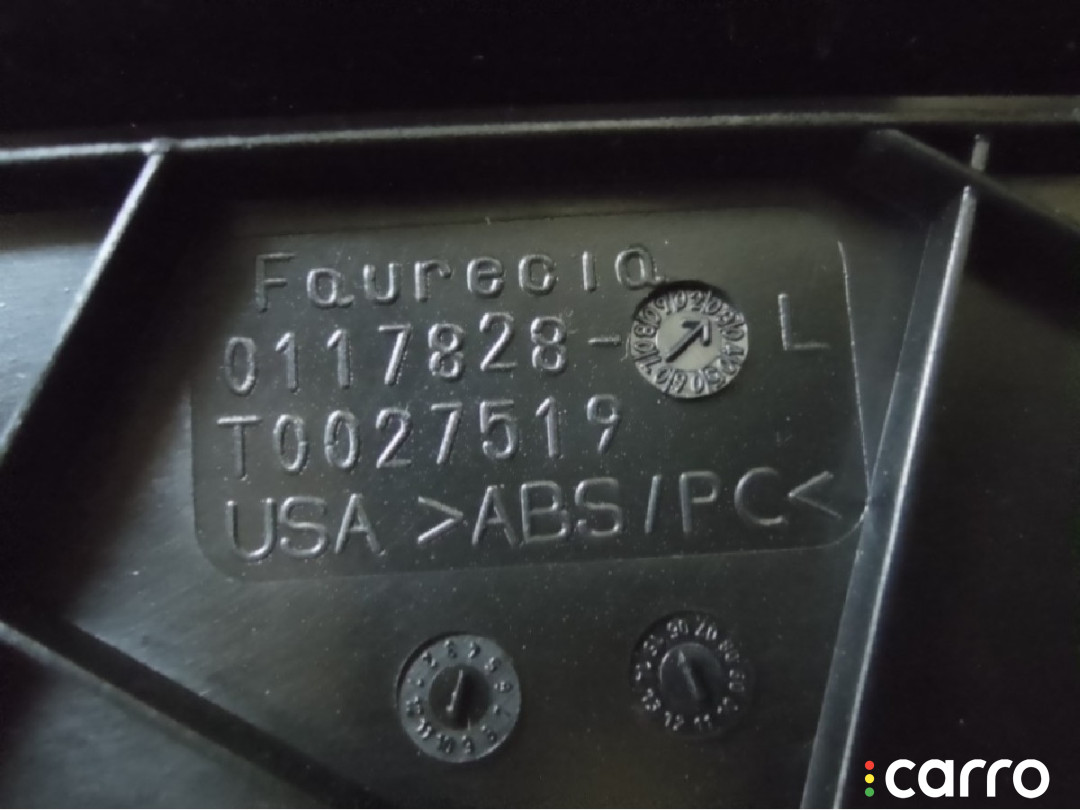 Faurecia
0117828- L
T0027519
USA >ABS/PC<
carro